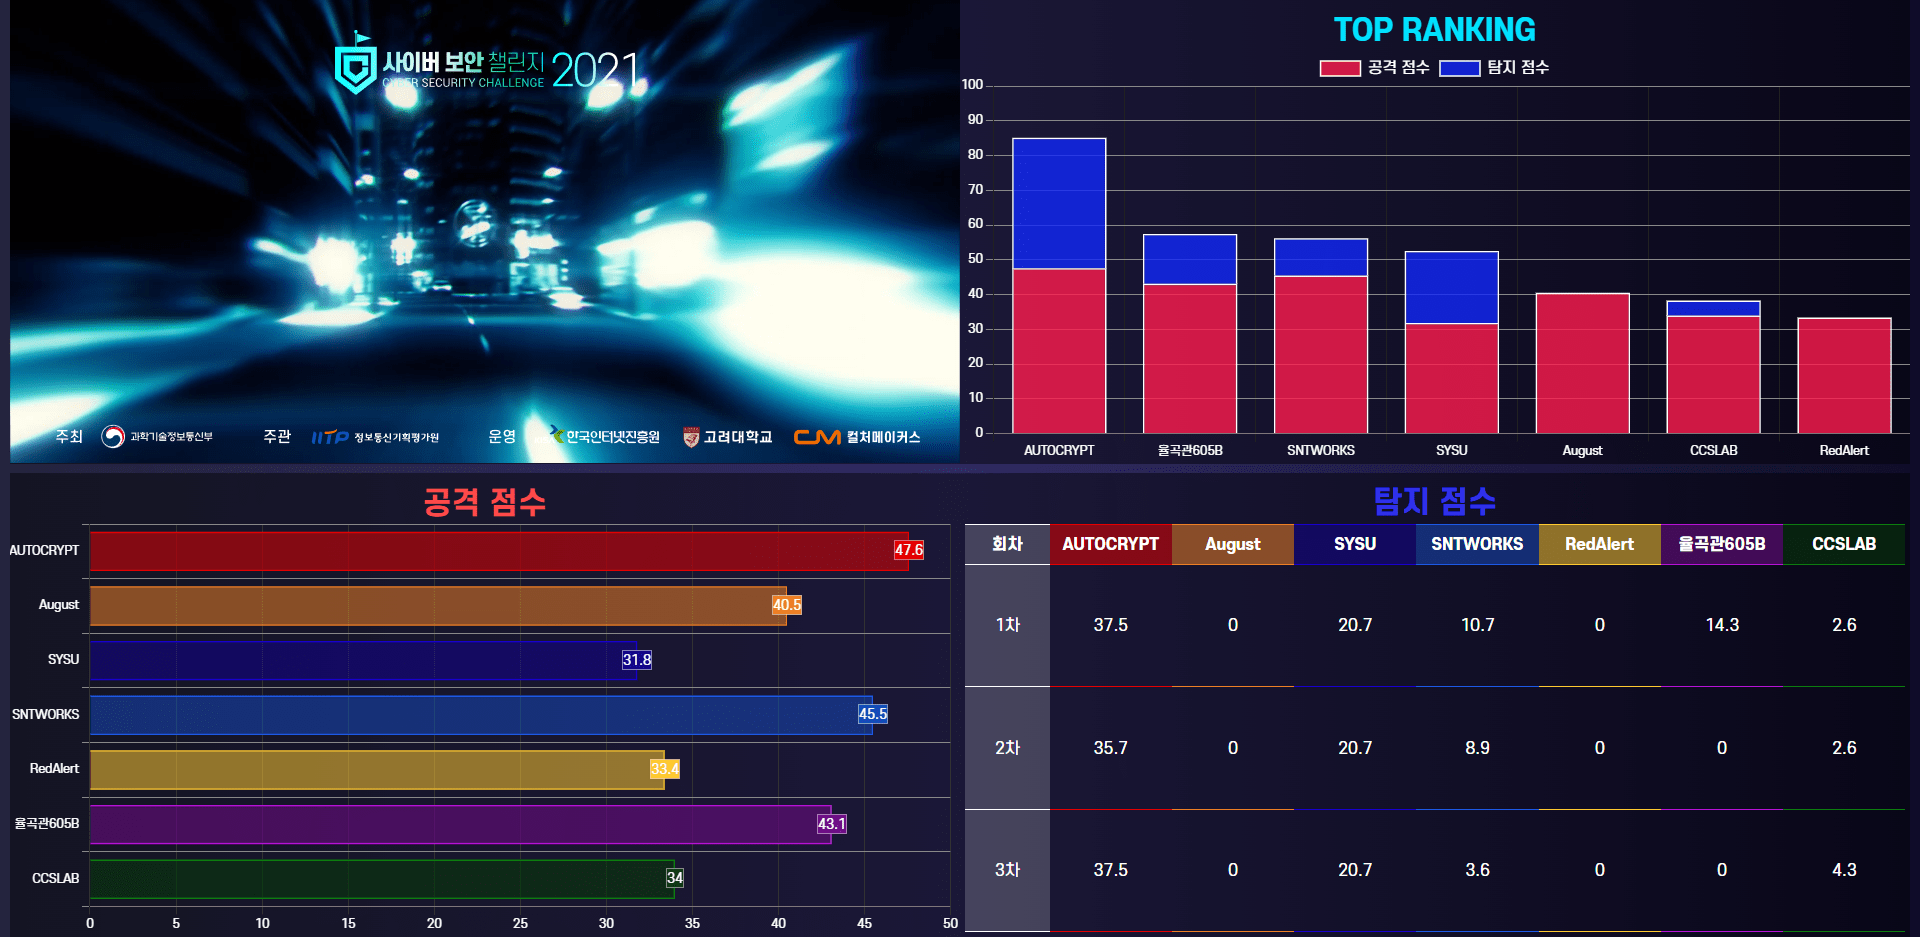 사이버 보안 챌린지 2021
CYBER SECURITY CHALLENGE
주최 과학기술정보통신부 주관 IITP 정보통신기획평가원 운영 한국인터넷진흥원 고려대학교 CM 컬처메이커스
TOP RANKING
공격 점수 탐지 점수
100
90
80
70
60
50
40
30
20
10
0
AUTOCRYPT 율곡관605B SNTWORKS SYSU August CCSLAB RedAlert
공격 점수
AUTOCRYPT 47.6
August 40.5
SYSU 31.8
SNTWORKS 45.5
RedAlert 33.4
율곡관605B 43.1
CCSLAB 34
0 5 10 15 20 25 30 35 40 45 50
탐지 점수
회차 AUTOCRYPT August SYSU SNTWORKS RedAlert 율곡관605B CCSLAB
1차 37.5 0 20.7 10.7 0 14.3 2.6
2차 35.7 0 20.7 8.9 0 0 2.6
3차 37.5 0 20.7 3.6 0 0 4.3